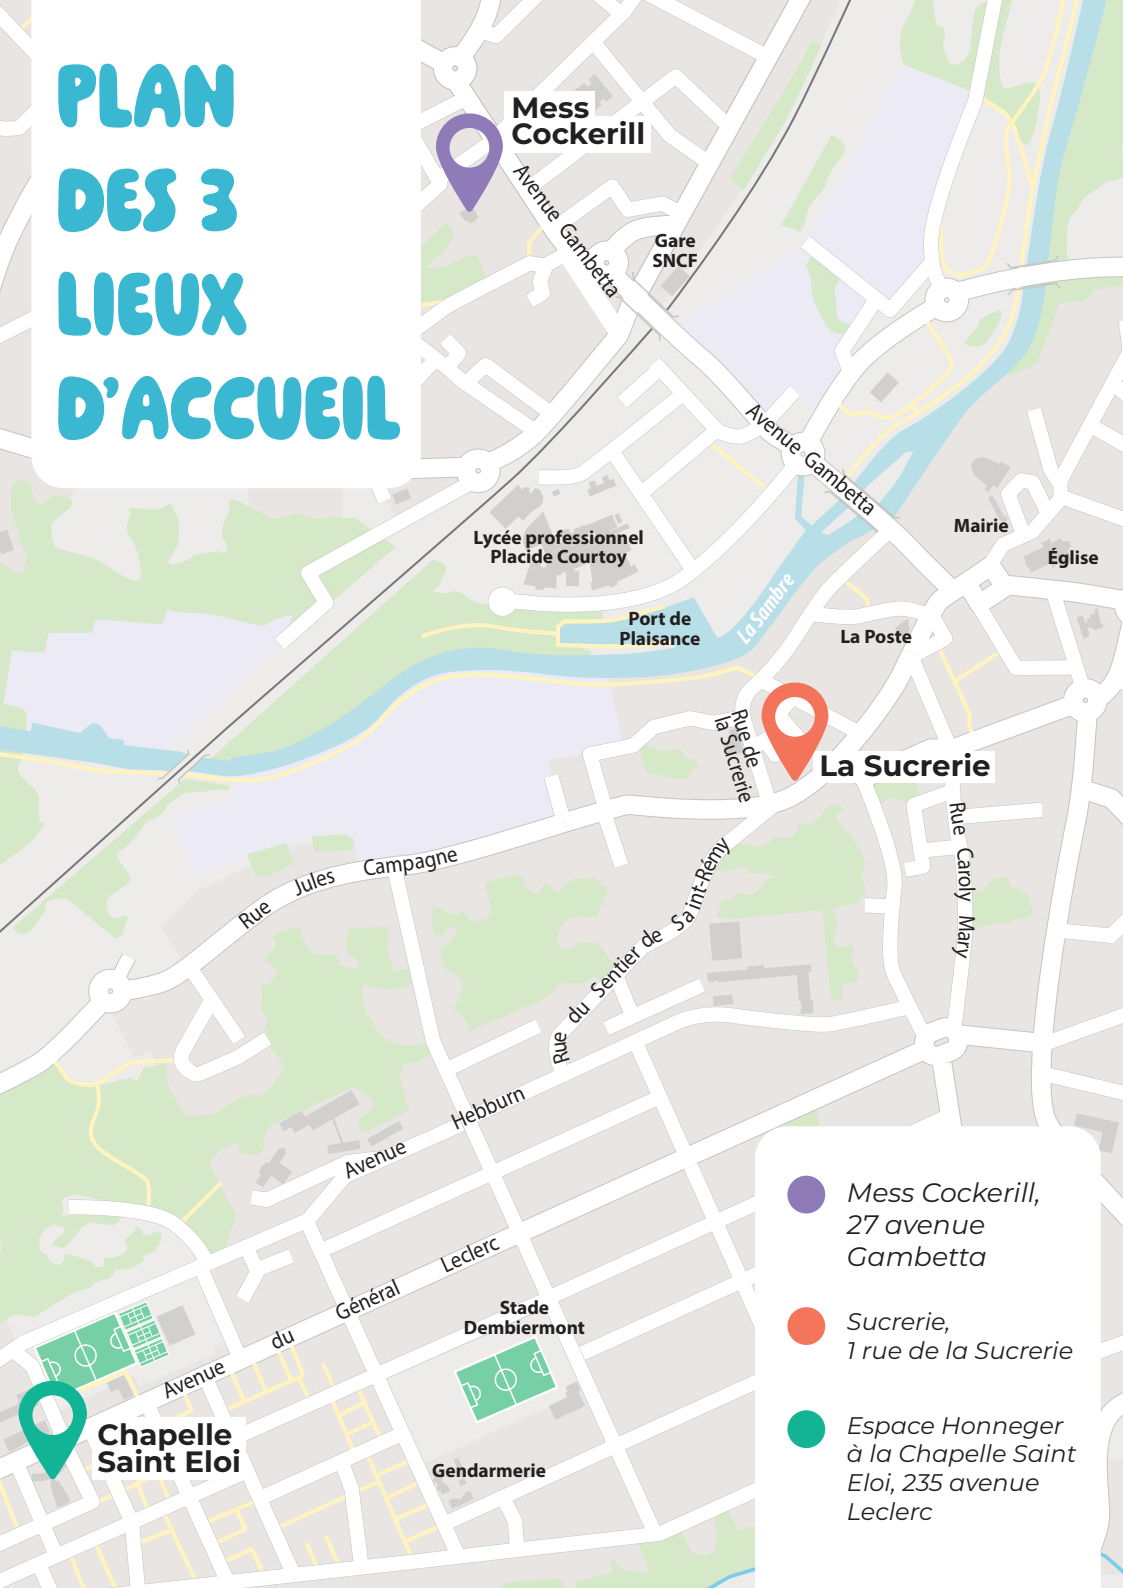 PLAN
DES 3
LIEUX
D'ACCUEIL
Mess
Cockerill
Avenue Gambetta
Gare
SNCF
Avenue Gambetta
Mairie
Église
Lycée professionnel
Placide Courtoy
Port de
Plaisance
La Sambre
La Poste
Rue de
la Sucrerie
La Sucrerie
Rue Jules Campagne
Rue Caroly Mary
Rue du Sentier de Saint-Rémy
Avenue Hebburn
Avenue du Général Leclerc
Stade
Dembiermont
Chapelle
Saint Eloi
Gendarmerie
Mess Cockerill,
27 avenue
Gambetta
Sucrerie,
1 rue de la Sucrerie
Espace Honneger
à la Chapelle Saint
Eloi, 235 avenue
Leclerc